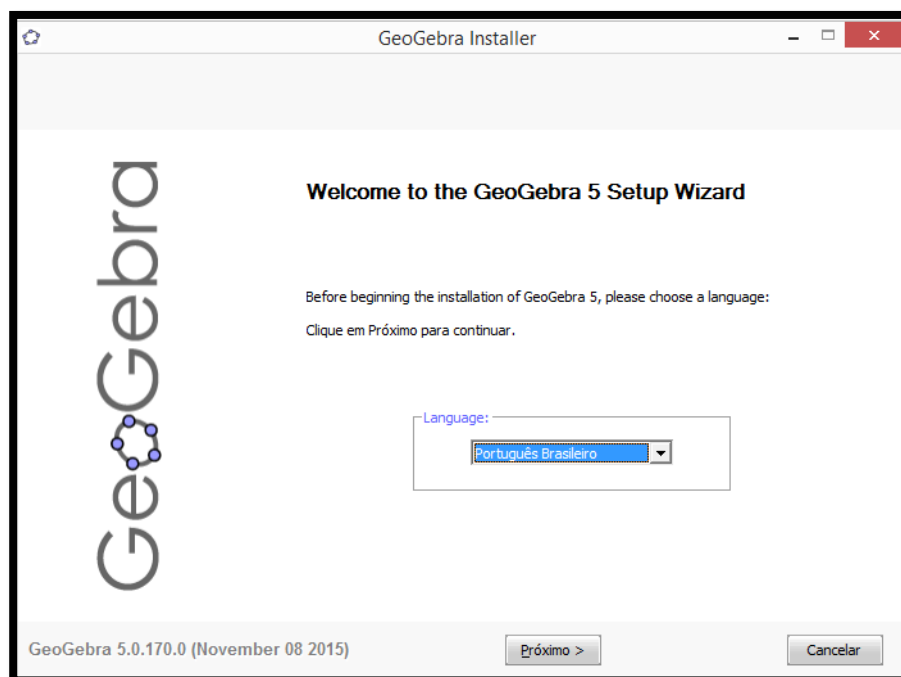 GeoGebra Installer
GeoGebra
Welcome to the GeoGebra 5 Setup Wizard
Before beginning the installation of GeoGebra 5, please choose a language:
Clique em Próximo para continuar.
Language:
Português Brasileiro
GeoGebra 5.0.170.0 (November 08 2015)
Próximo >
Cancelar